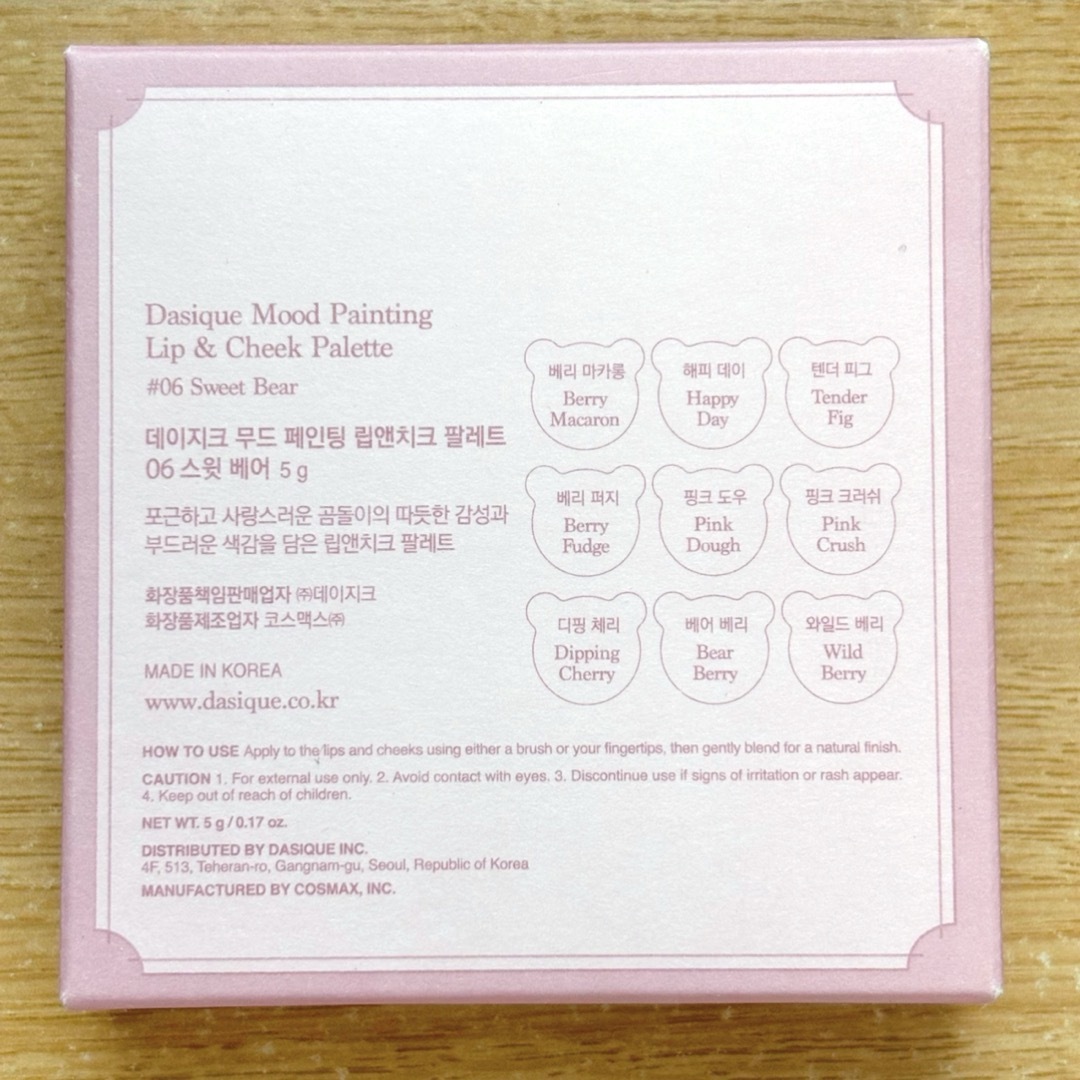 Dasique Mood Painting
Lip & Cheek Palette
#06 Sweet Bear
데이지크 무드 페인팅 립앤치크 팔레트
06 스윗 베어 5 g
포근하고 사랑스러운 곰돌이의 따듯한 감성과
부드러운 색감을 담은 립앤치크 팔레트
화장품책임판매업자 ㈜데이지크
화장품제조업자 코스맥스㈜
MADE IN KOREA
www.dasique.co.kr
베리 마카롱
Berry
Macaron
해피 데이
Happy
Day
텐더 피그
Tender
Fig
베리 퍼지
Berry
Fudge
핑크 도우
Pink
Dough
핑크 크러쉬
Pink
Crush
디핑 체리
Dipping
Cherry
베어 베리
Bear
Berry
와일드 베리
Wild
Berry
HOW TO USE Apply to the lips and cheeks using either a brush or your fingertips, then gently blend for a natural finish.
CAUTION 1. For external use only. 2. Avoid contact with eyes. 3. Discontinue use if signs of irritation or rash appear.
4. Keep out of reach of children.
NET WT. 5 g / 0.17 oz.
DISTRIBUTED BY DASIQUE INC.
4F, 513, Teheran-ro, Gangnam-gu, Seoul, Republic of Korea
MANUFACTURED BY COSMAX, INC.